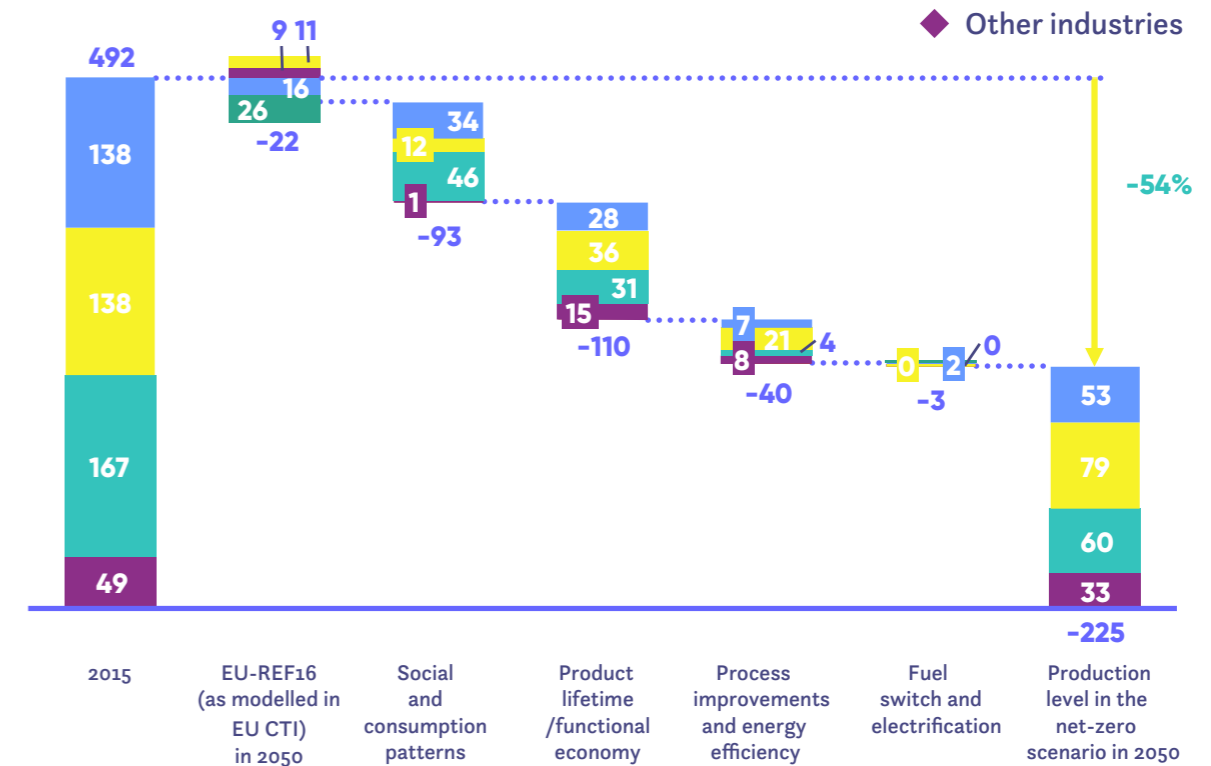 Other industries
9 11
492
16
26
-22
138
138
167
49
34
12
46
1
-93
28
36
31
15
-110
7
21
4
8
-40
0
0
2
-3
-54%
53
79
60
33
-225
2015
EU-REF16
(as modelled in
EU CTI)
in 2050
Social
and
consumption
patterns
Product
lifetime
/functional
economy
Process
improvements
and energy
efficiency
Fuel
switch and
electrification
Production
level in the
net-zero
scenario in 2050